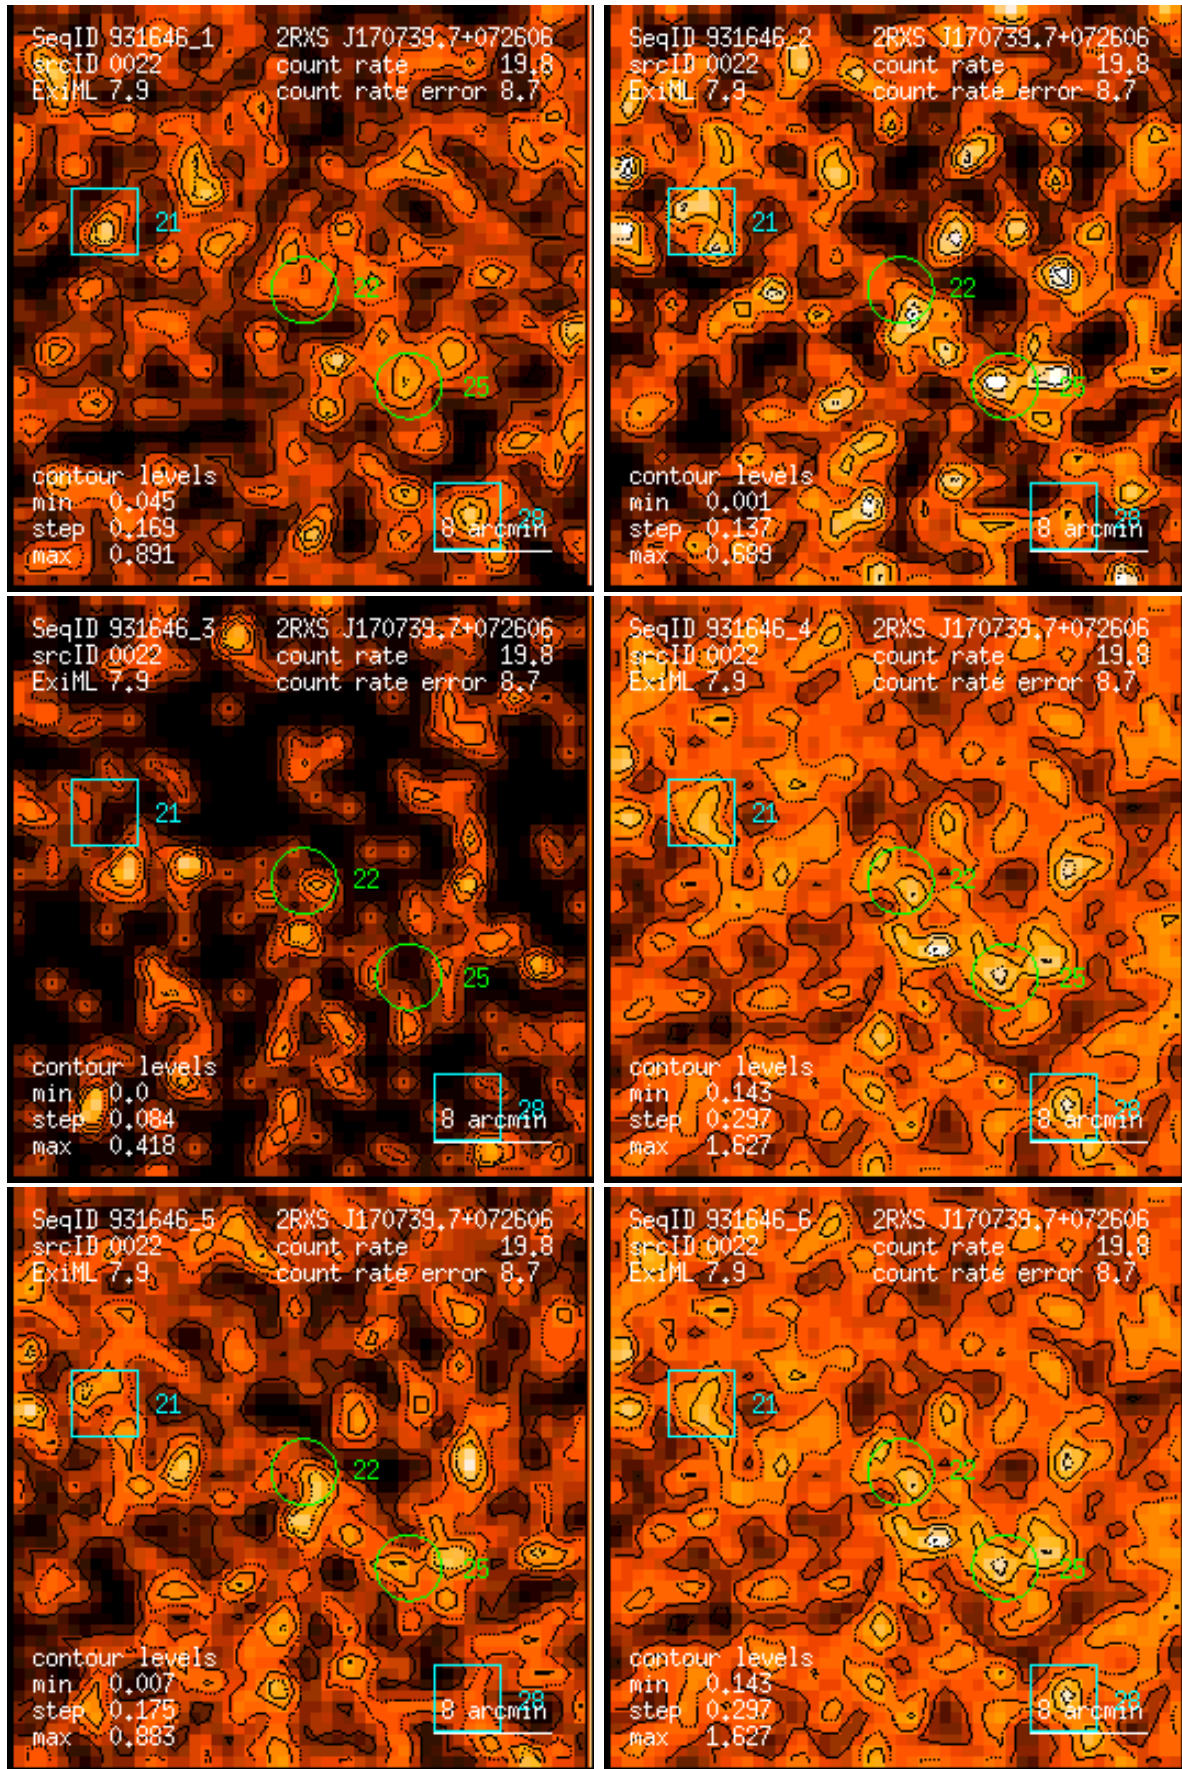 SeqID 931646_1 2RXS J170739.7+072606
srcID 0022 count rate 19.8
ExiML 7.9 count rate error 8.7
21
22
25
contour levels
min 0.045
step 0.169
max 0.891
28
8 arcmin
SeqID 931646_2 2RXS J170739.7+072606
srcID 0022 count rate 19.8
ExiML 7.9 count rate error 8.7
21
22
25
contour levels
min 0.001
step 0.137
max 0.689
28
8 arcmin
SeqID 931646_3 2RXS J170739.7+072606
srcID 0022 count rate 19.8
ExiML 7.9 count rate error 8.7
21
22
25
contour levels
min 0.0
step 0.084
max 0.418
28
8 arcmin
SeqID 931646_4 2RXS J170739.7+072606
srcID 0022 count rate 19.8
ExiML 7.9 count rate error 8.7
21
22
25
contour levels
min 0.143
step 0.297
max 1.627
28
8 arcmin
SeqID 931646_5 2RXS J170739.7+072606
srcID 0022 count rate 19.8
ExiML 7.9 count rate error 8.7
21
22
25
contour levels
min 0.007
step 0.175
max 0.883
28
8 arcmin
SeqID 931646_6 2RXS J170739.7+072606
srcID 0022 count rate 19.8
ExiML 7.9 count rate error 8.7
21
22
25
contour levels
min 0.143
step 0.297
max 1.627
28
8 arcmin